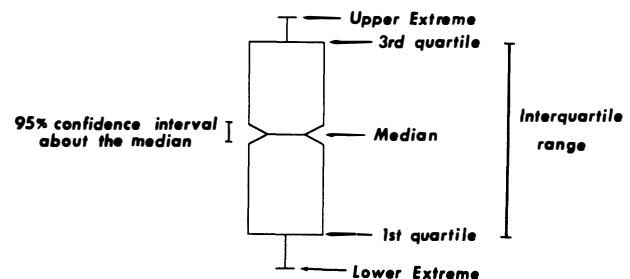 Upper Extreme
3rd quartile
95% confidence interval
about the median
Median
Interquartile
range
1st quartile
Lower Extreme